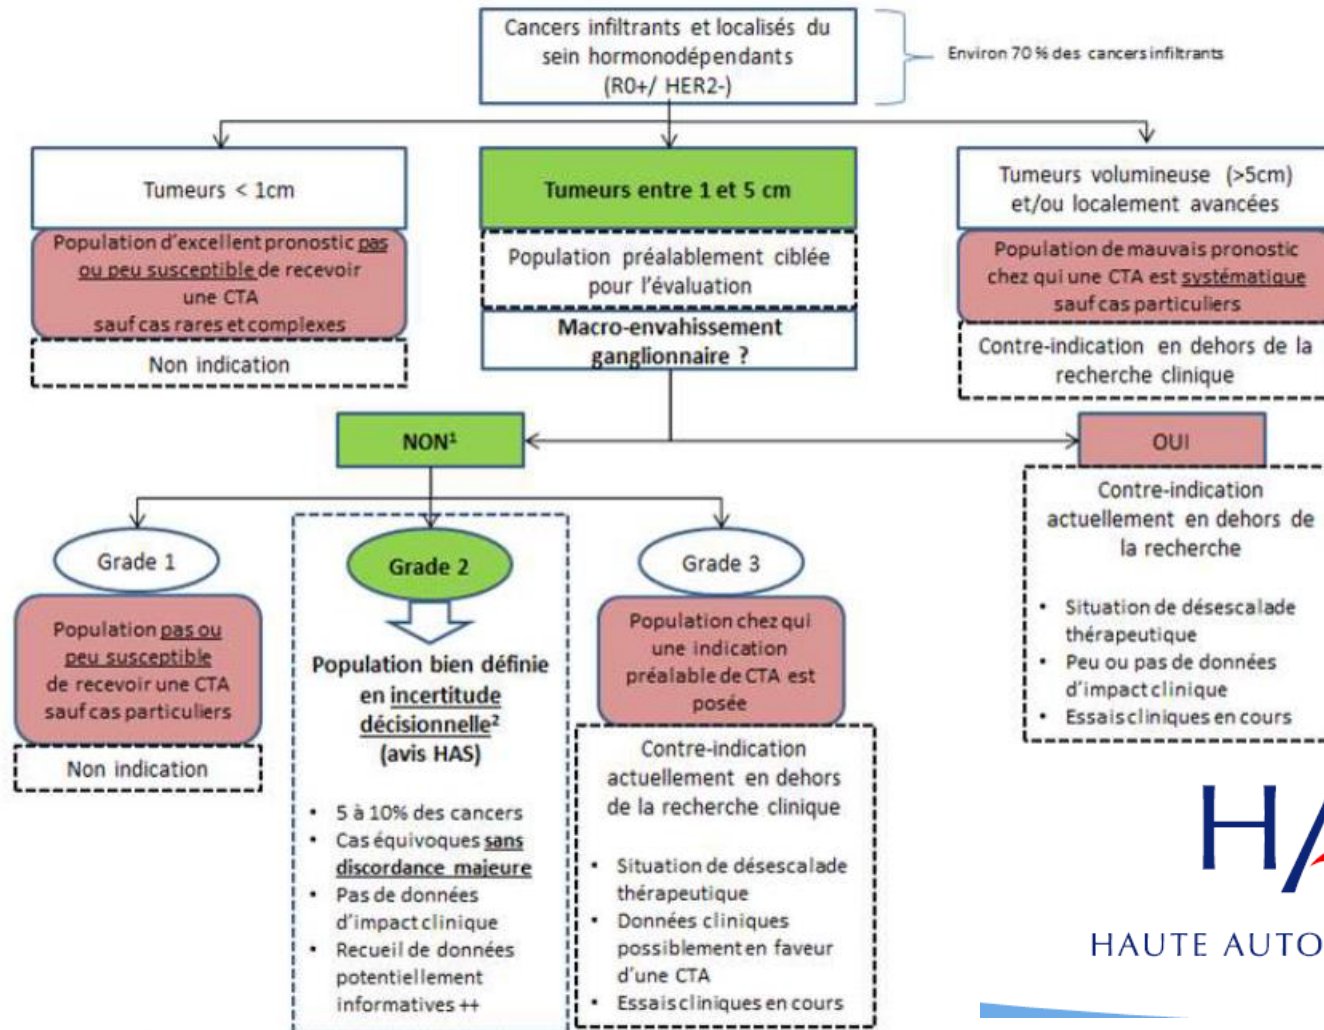 Cancers infiltrants et localisés du
sein hormonodépendants
(R0+/ HER2-)
Environ 70 % des cancers infiltrants
Tumeurs < 1cm
Population d'excellent pronostic pas
ou peu susceptible de recevoir
une CTA
sauf cas rares et complexes
Non indication
Tumeurs entre 1 et 5 cm
Population préalablement ciblée
pour l'évaluation
Macro-envahissement
ganglionnaire ?
Tumeurs volumineuse (>5cm)
et/ou localement avancées
Population de mauvais pronostic
chez qui une CTA est systématique
sauf cas particuliers
Contre-indication en dehors de la
recherche clinique
NON¹
OUI
Contre-indication
actuellement en dehors de
la recherche
• Situation de désescalade
thérapeutique
• Peu ou pas de données
d'impact clinique
• Essais cliniques en cours
Grade 1
Population pas ou
peu susceptible
de recevoir une CTA
sauf cas particuliers
Non indication
Grade 2
Population bien définie
en incertitude
décisionnelle²
(avis HAS)
• 5 à 10% des cancers
• Cas équivoques sans
discordance majeure
• Pas de données
d'impact clinique
• Recueil de données
potentiellement
informatives ++
Grade 3
Population chez qui
une indication
préalable de CTA est
posée
Contre-indication
actuellement en dehors
de la recherche clinique
• Situation de désescalade
thérapeutique
• Données cliniques
possiblement en faveur
d'une CTA
• Essais cliniques en cours
HA
HAUTE AUTO